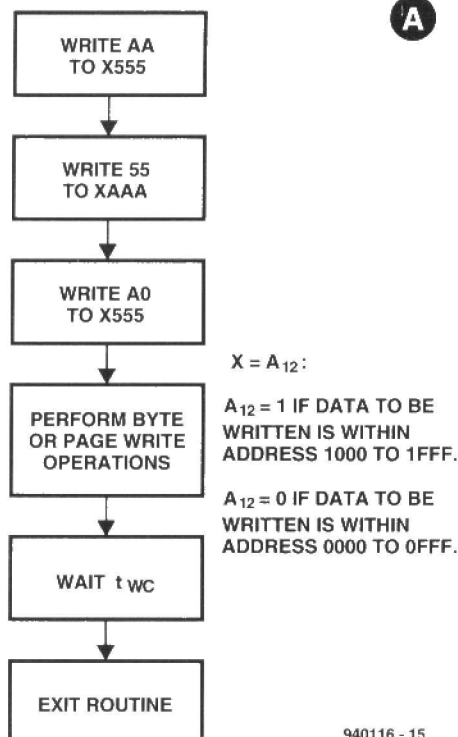 A
WRITE AA
TO X555
WRITE 55
TO XAAA
WRITE A0
TO X555
PERFORM BYTE
OR PAGE WRITE
OPERATIONS
WAIT t WC
EXIT ROUTINE
X = A12 :
A12 = 1 IF DATA TO BE
WRITTEN IS WITHIN
ADDRESS 1000 TO 1FFF.
A12 = 0 IF DATA TO BE
WRITTEN IS WITHIN
ADDRESS 0000 TO 0FFF.
940116 - 15